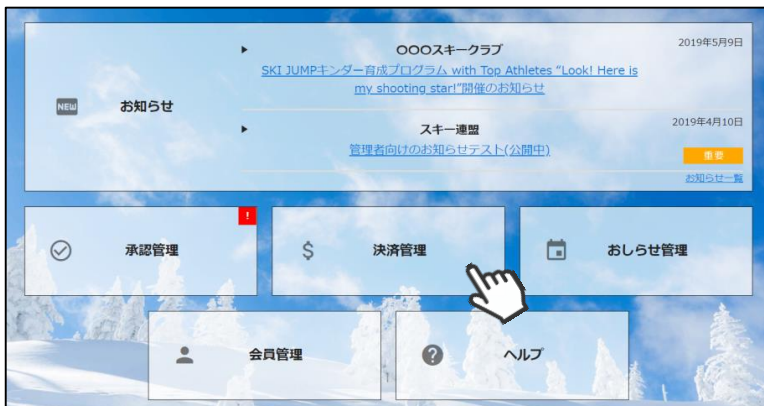 〇〇〇スキークラブ
2019年5月9日
SKI JUMPキンダー育成プログラム with Top Athletes "Look! Here is
my shooting star!"開催のお知らせ
NEW
お知らせ
スキー連盟
2019年4月10日
管理者向けのお知らせテスト(公開中)
重要
お知らせ一覧
!
承認管理
$
決済管理
おしらせ管理
会員管理
?
ヘルプ